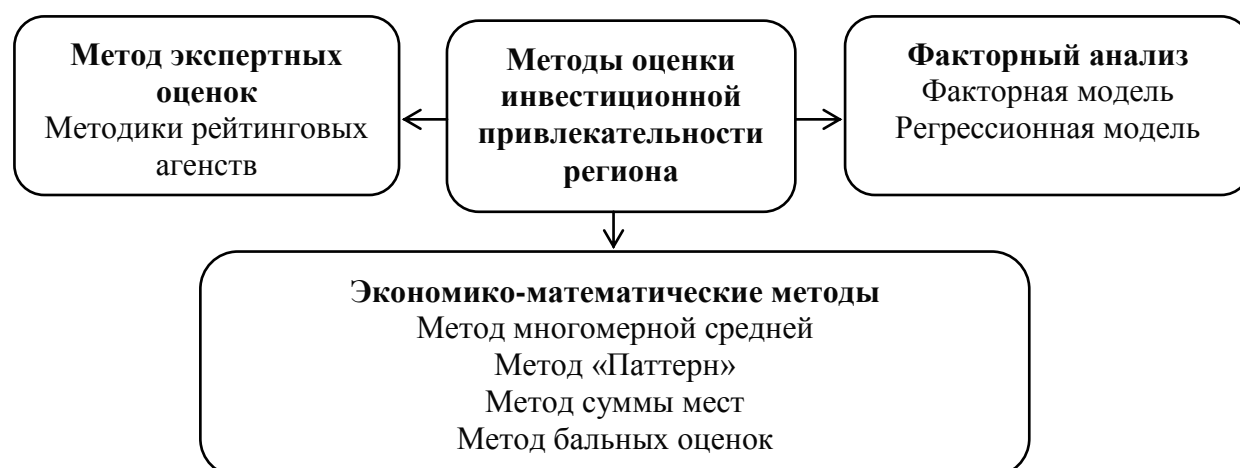 Метод экспертных
оценок
Методики рейтинговых
агенств
Методы оценки
инвестиционной
привлекательности
региона
Факторный анализ
Факторная модель
Регрессионная модель
Экономико-математические методы
Метод многомерной средней
Метод «Паттерн»
Метод суммы мест
Метод бальных оценок